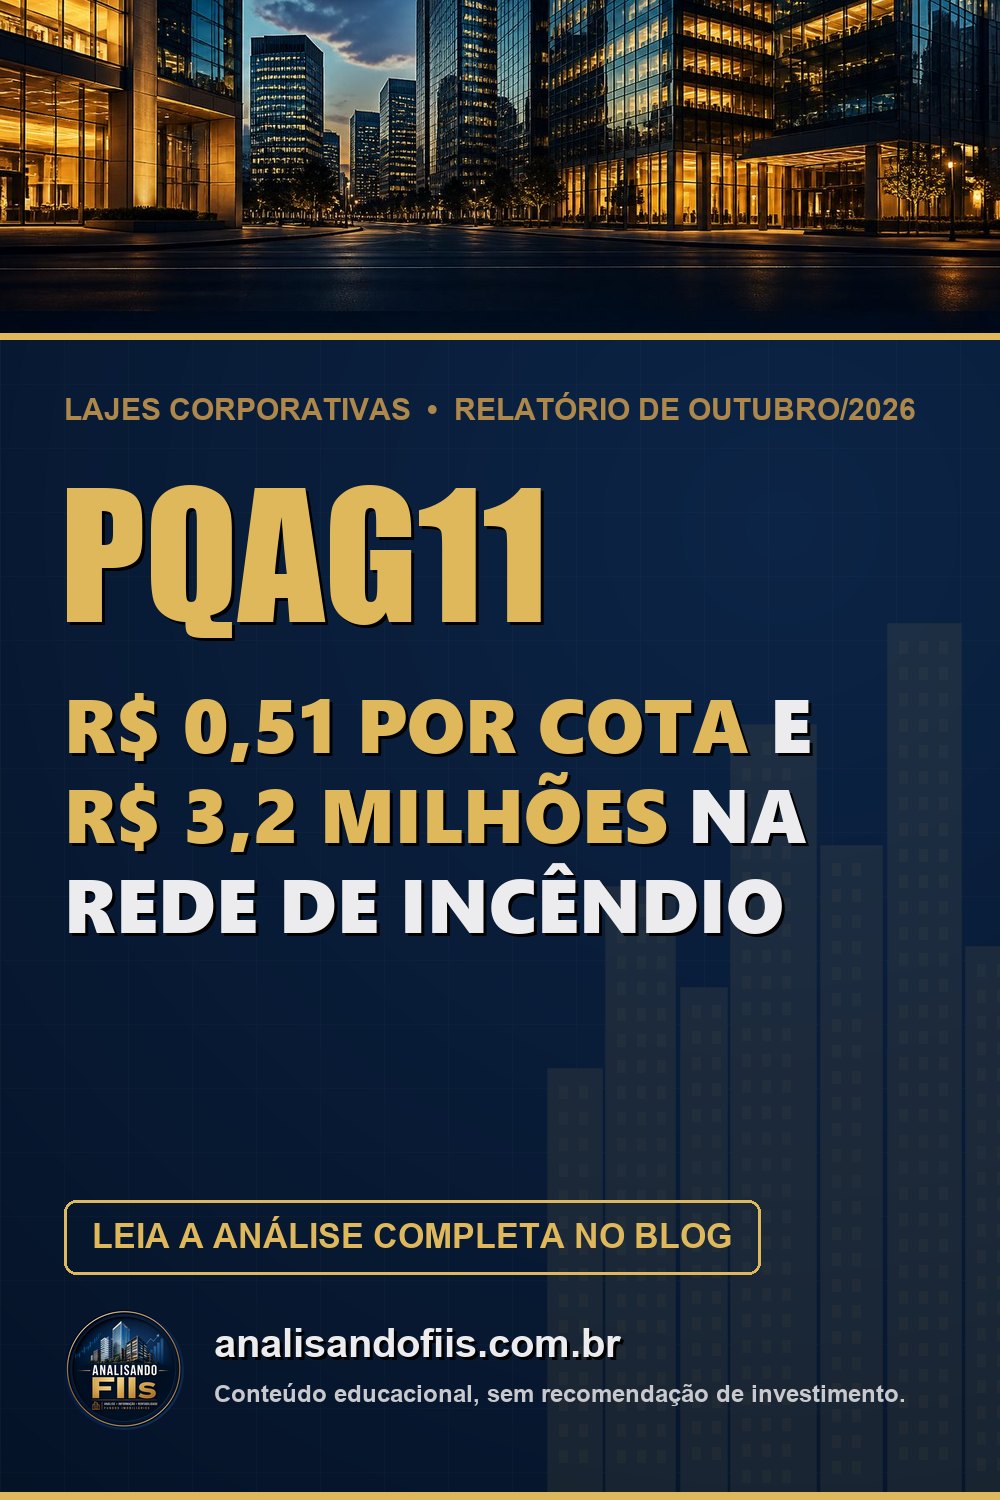 LAJES CORPORATIVAS • RELATÓRIO DE OUTUBRO/2026
PQAG11
R$ 0,51 POR COTA E
R$ 3,2 MILHÕES NA
REDE DE INCÊNDIO
LEIA A ANÁLISE COMPLETA NO BLOG
ANALISANDO
FIIs
analisandofiis.com.br
Conteúdo educacional, sem recomendação de investimento.